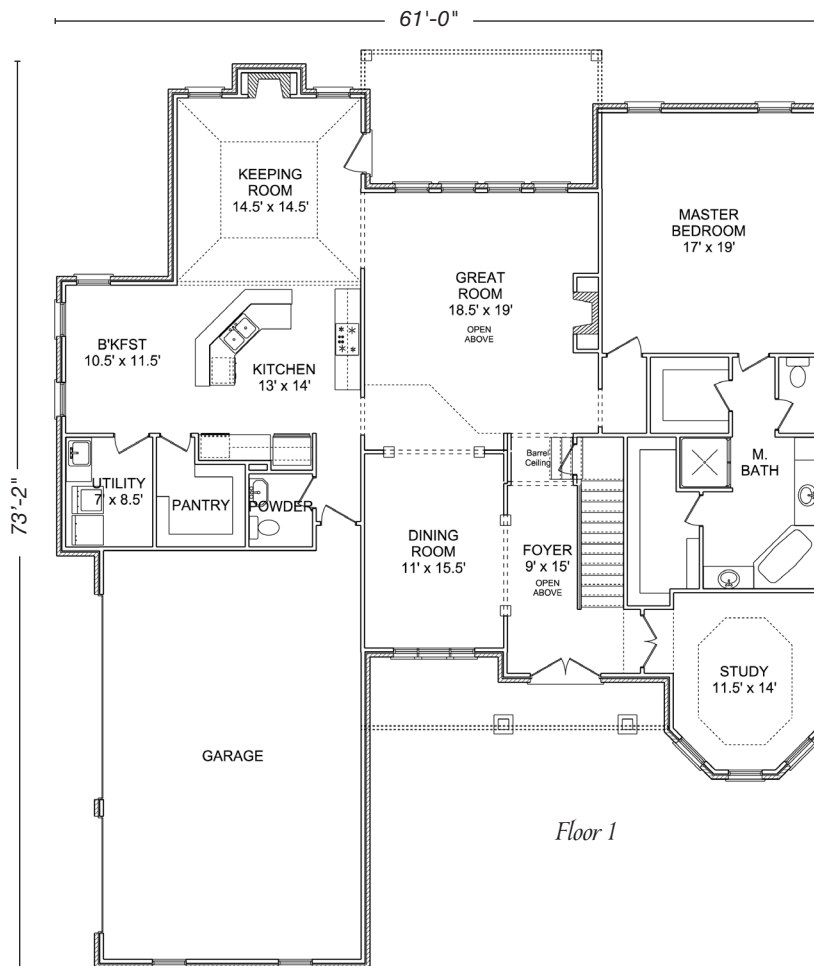 61'-0"
73'-2"
KEEPING
ROOM
14.5' x 14.5'
MASTER
BEDROOM
17' x 19'
GREAT
ROOM
18.5' x 19'
OPEN
ABOVE
B'KFST
10.5' x 11.5'
KITCHEN
13' x 14'
Barrel
Ceiling
M.
BATH
UTILITY
7' x 8.5'
PANTRY
POWDER
DINING
ROOM
11' x 15.5'
FOYER
9' x 15'
OPEN
ABOVE
STUDY
11.5' x 14'
GARAGE
Floor 1